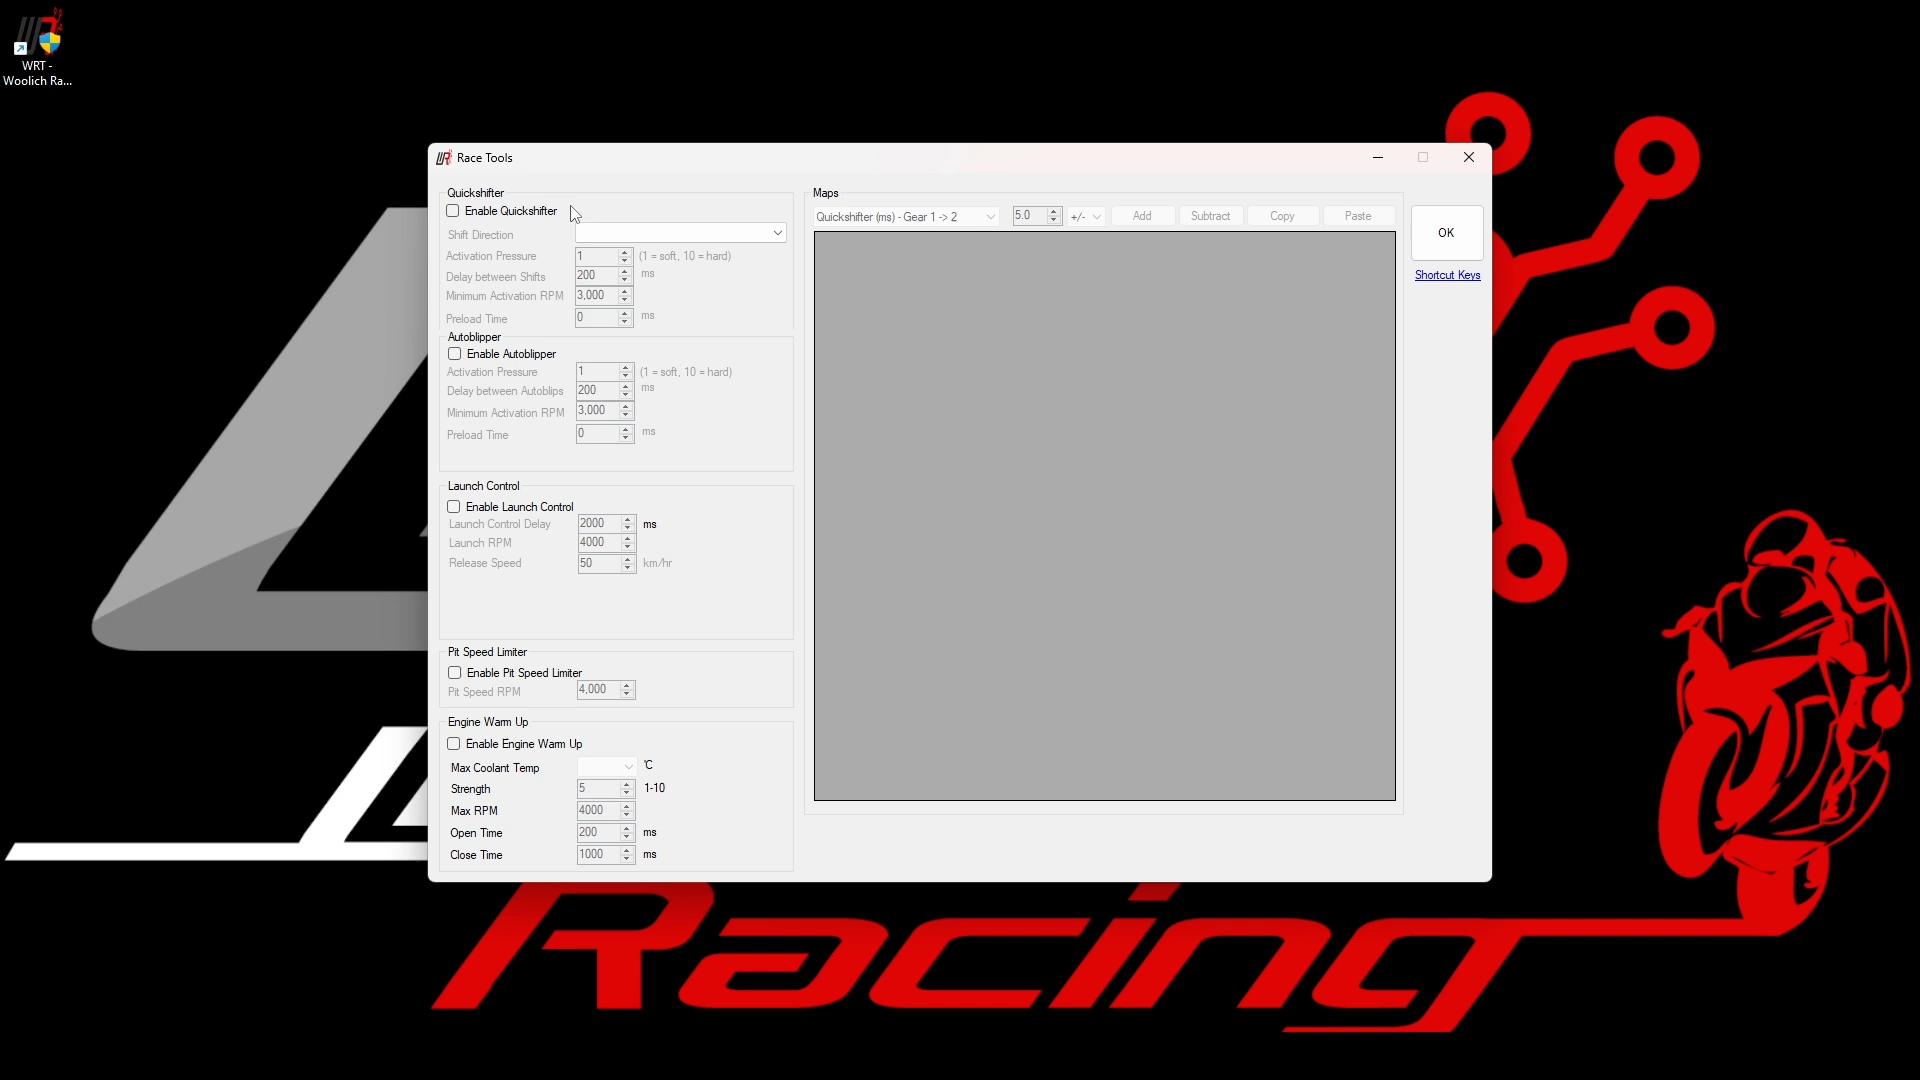 WRT -
Woolich Ra...
Race Tools
Quickshifter
Enable Quickshifter
Shift Direction
Activation Pressure 1 (1 = soft, 10 = hard)
Delay between Shifts 200 ms
Minimum Activation RPM 3,000
Preload Time 0 ms
Autoblipper
Enable Autoblipper
Activation Pressure 1 (1 = soft, 10 = hard)
Delay between Autoblips 200 ms
Minimum Activation RPM 3,000
Preload Time 0 ms
Launch Control
Enable Launch Control
Launch Control Delay 2000 ms
Launch RPM 4000
Release Speed 50 km/hr
Pit Speed Limiter
Enable Pit Speed Limiter
Pit Speed RPM 4,000
Engine Warm Up
Enable Engine Warm Up
Max Coolant Temp °C
Strength 5 1-10
Max RPM 4000
Open Time 200 ms
Close Time 1000 ms
Maps
Quickshifter (ms) - Gear 1 -> 2 5.0 +/- Add Subtract Copy Paste
OK
Shortcut Keys
Racing